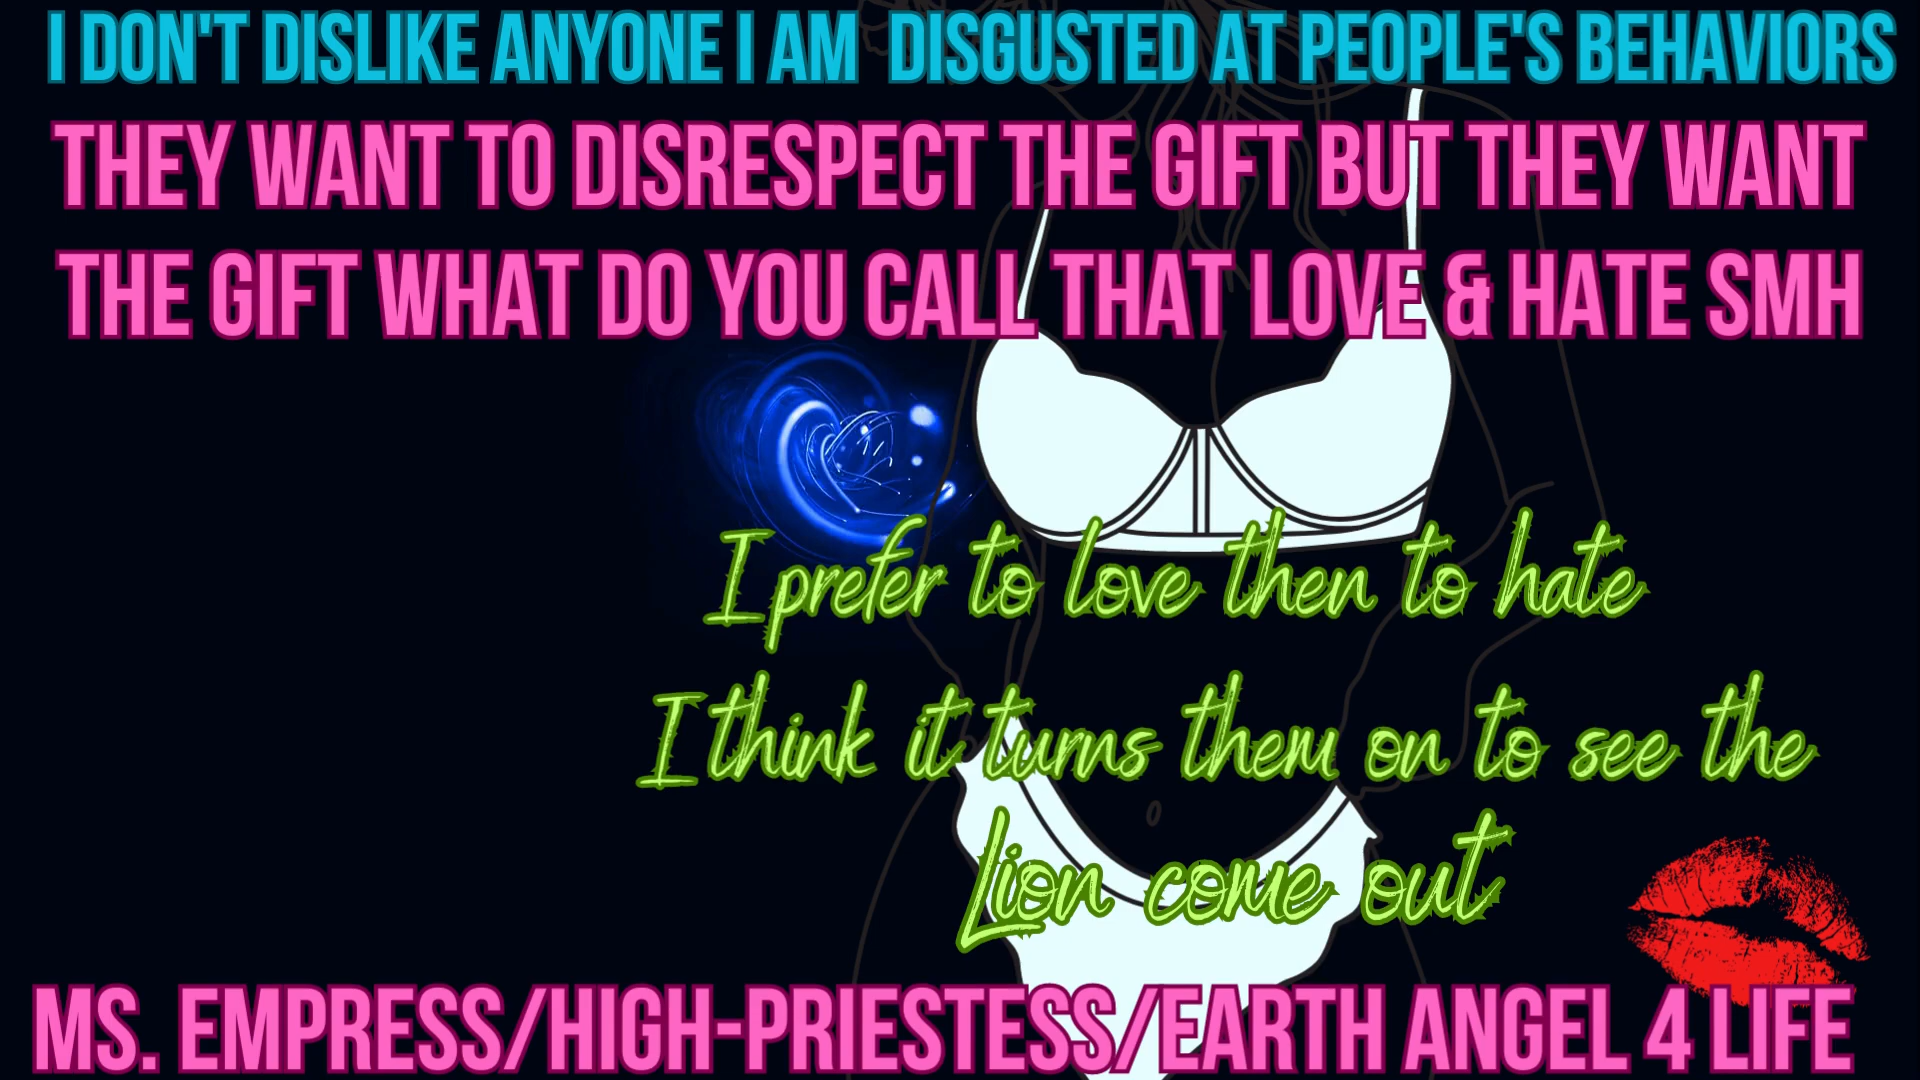 I DON'T DISLIKE ANYONE I AM DISGUSTED AT PEOPLE'S BEHAVIORS
THEY WANT TO DISRESPECT THE GIFT BUT THEY WANT
THE GIFT WHAT DO YOU CALL THAT LOVE & HATE SMH
I prefer to love then to hate
I think it turns them on to see the
Lion come out
MS. EMPRESS/HIGH-PRIESTESS/EARTH ANGEL 4 LIFE